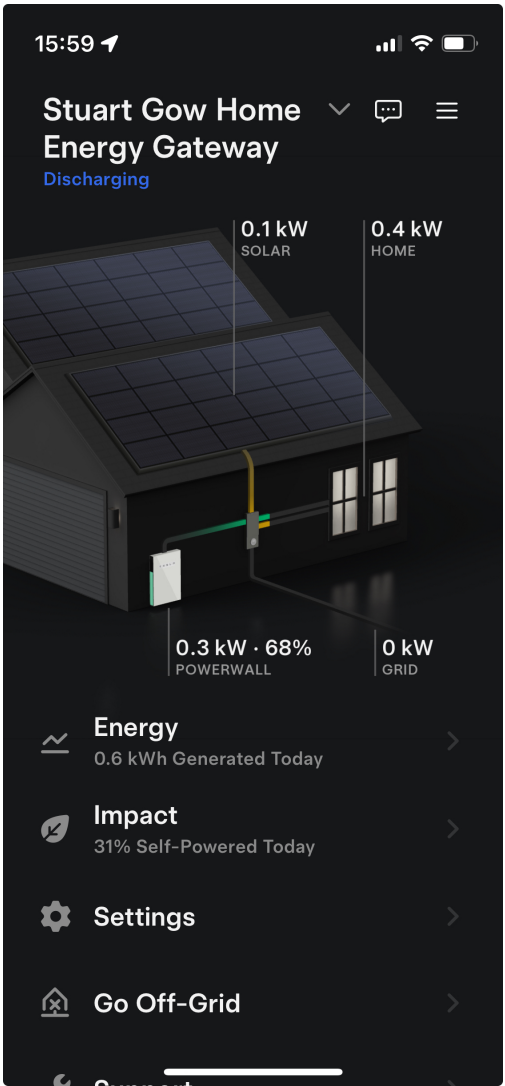 15:59
Stuart Gow Home
Energy Gateway
Discharging
0.1 kW
SOLAR
0.4 kW
HOME
TESLA
0.3 kW · 68%
POWERWALL
0 kW
GRID
Energy
0.6 kWh Generated Today
Impact
31% Self-Powered Today
Settings
Go Off-Grid
Support